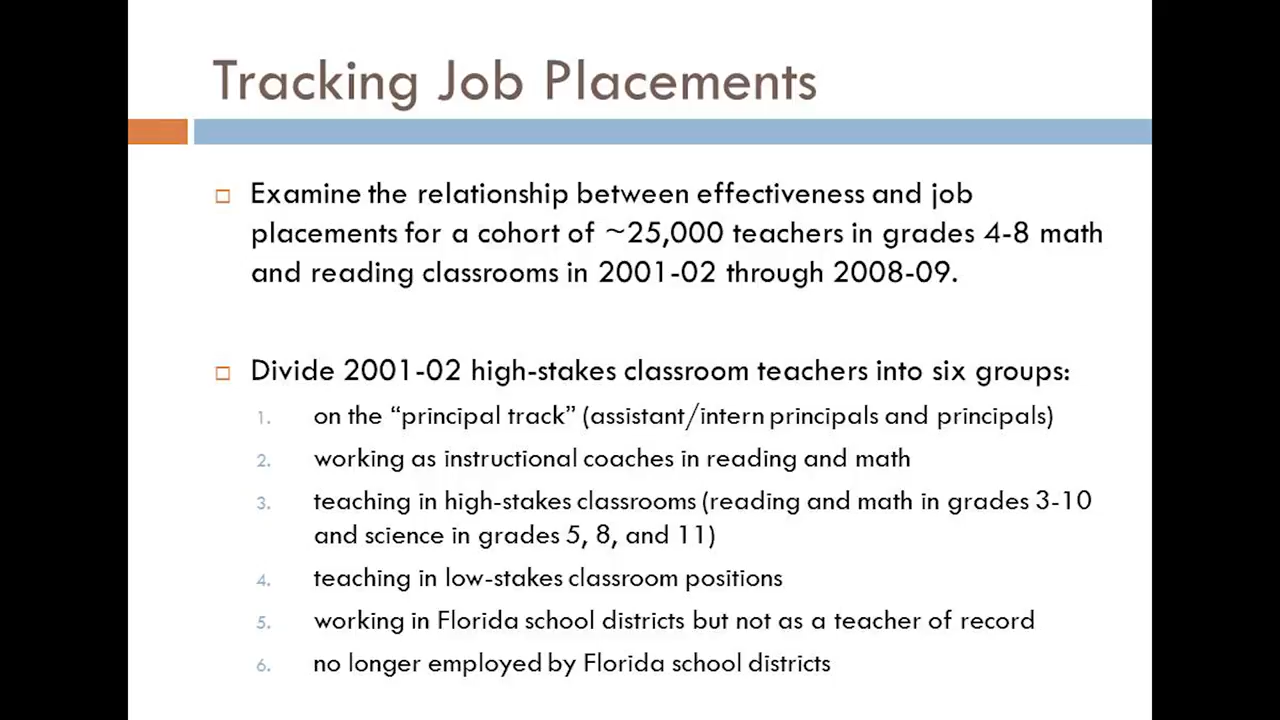 Tracking Job Placements
Examine the relationship between effectiveness and job
placements for a cohort of ~25,000 teachers in grades 4-8 math
and reading classrooms in 2001-02 through 2008-09.
Divide 2001-02 high-stakes classroom teachers into six groups:
1. on the “principal track” (assistant/intern principals and principals)
2. working as instructional coaches in reading and math
3. teaching in high-stakes classrooms (reading and math in grades 3-10
and science in grades 5, 8, and 11)
4. teaching in low-stakes classroom positions
5. working in Florida school districts but not as a teacher of record
6. no longer employed by Florida school districts